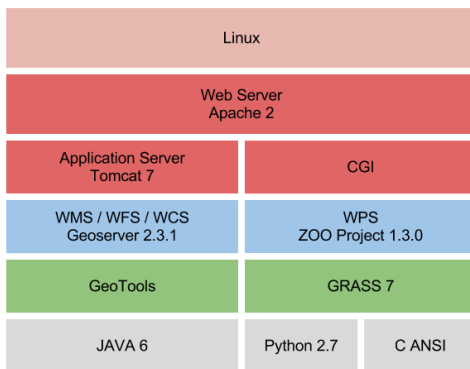 Linux
Web Server
Apache 2
Application Server
Tomcat 7
CGI
WMS / WFS / WCS
Geoserver 2.3.1
WPS
ZOO Project 1.3.0
GeoTools
GRASS 7
JAVA 6
Python 2.7
C ANSI